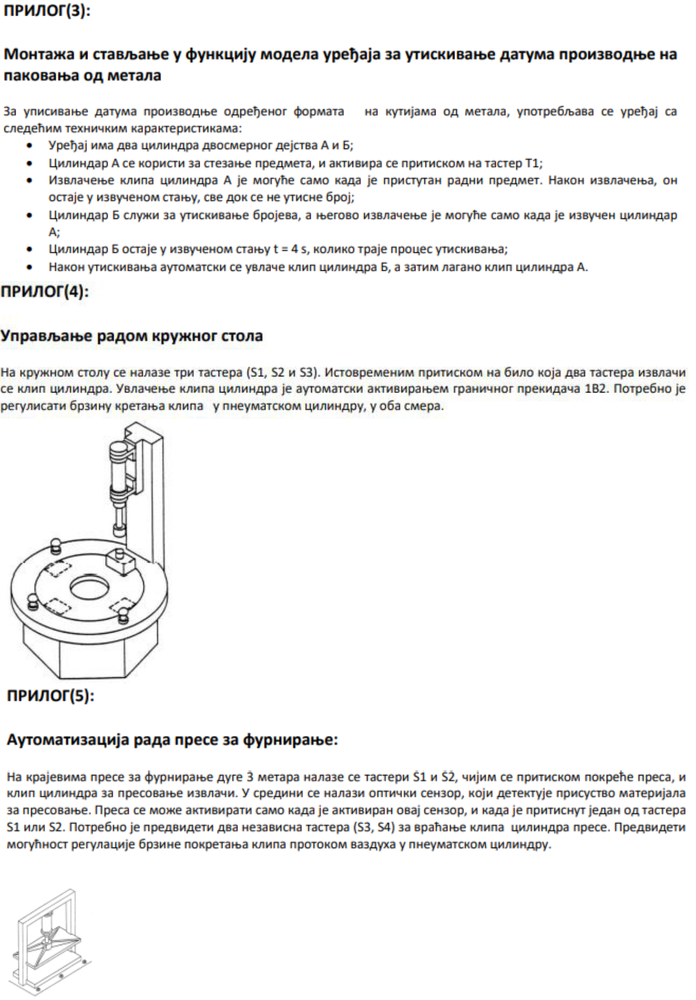 ПРИЛОГ(3):
Монтажа и стављање у функцију модела уређаја за утискивање датума производње на
паковања од метала
За уписивање датума производње одређеног формата на кутијама од метала, употребљава се уређај са
следећим техничким карактеристикама:
• Уређај има два цилиндра двосмерног дејства А и Б;
• Цилиндар А се користи за стезање предмета, и активира се притиском на тастер Т1;
• Извлачење клипа цилиндра А је могуће само када је пристутан радни предмет. Након извлачења, он
остаје у извученом стању, све док се не утисне број;
• Цилиндар Б служи за утискивање бројева, а његово извлачење је могуће само када је извучен цилиндар
А;
• Цилиндар Б остаје у извученом стању t = 4 s, колико траје процес утискивања;
• Након утискивања аутоматски се увлаче клип цилиндра Б, а затим лагано клип цилиндра А.
ПРИЛОГ(4):
Управљање радом кружног стола
На кружном столу се налазе три тастера (S1, S2 и S3). Истовременим притиском на било која два тастера извлачи
се клип цилиндра. Увлачење клипа цилиндра је аутоматски активирањем граничног прекидача 1В2. Потребно је
регулисати брзину кретања клипа у пнеуматском цилиндру, у оба смера.
ПРИЛОГ(5):
Аутоматизација рада пресе за фурнирање:
На крајевима пресе за фурнирање дуге 3 метара налазе се тастери S1 и S2, чијим се притиском покреће преса, и
клип цилиндра за пресовање извлачи. У средини се налази оптички сензор, који детектује присуство материјала
за пресовање. Преса се може активирати само када је активиран овај сензор, и када је притиснут један од тастера
S1 или S2. Потребно је предвидети два независна тастера (S3, S4) за враћање клипа цилиндра пресе. Предвидети
могућност регулације брзине покретања клипа протоком ваздуха у пнеуматском цилиндру.